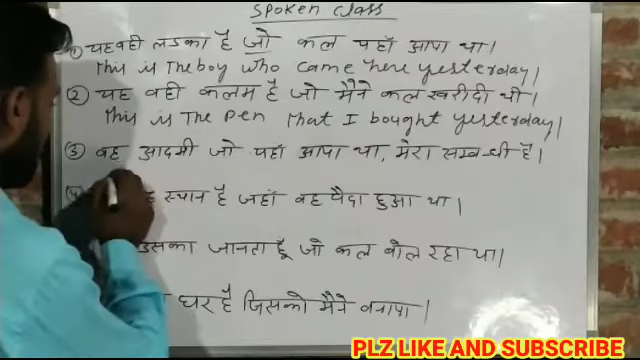 Spoken Class
① यह वही लडका है जो कल यहाँ आया था।
This is The boy who came here yesterday।
② यह वही कलम है जो मैने कल खरीदी थी।
This is The pen That I bought yesterday।
③ वह आदमी जो यहाँ आया था, मेरा सम्बन्धी है।
स्थान है जहाँ वह पैदा हुआ था।
उसका जानता हूँ जो कल बोल रहा था।
घर है जिसको मैने बनाया।
PLZ LIKE AND SUBSCRIBE